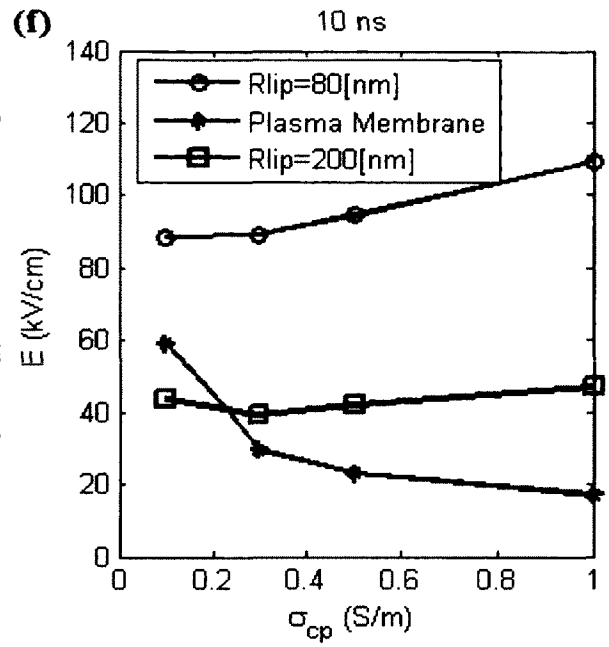 (f)
10 ns
140
120
100
80
60
40
20
0
E (kV/cm)
Rlip=80[nm]
Plasma Membrane
Rlip=200[nm]
0 0.2 0.4 0.6 0.8 1
σcp (S/m)